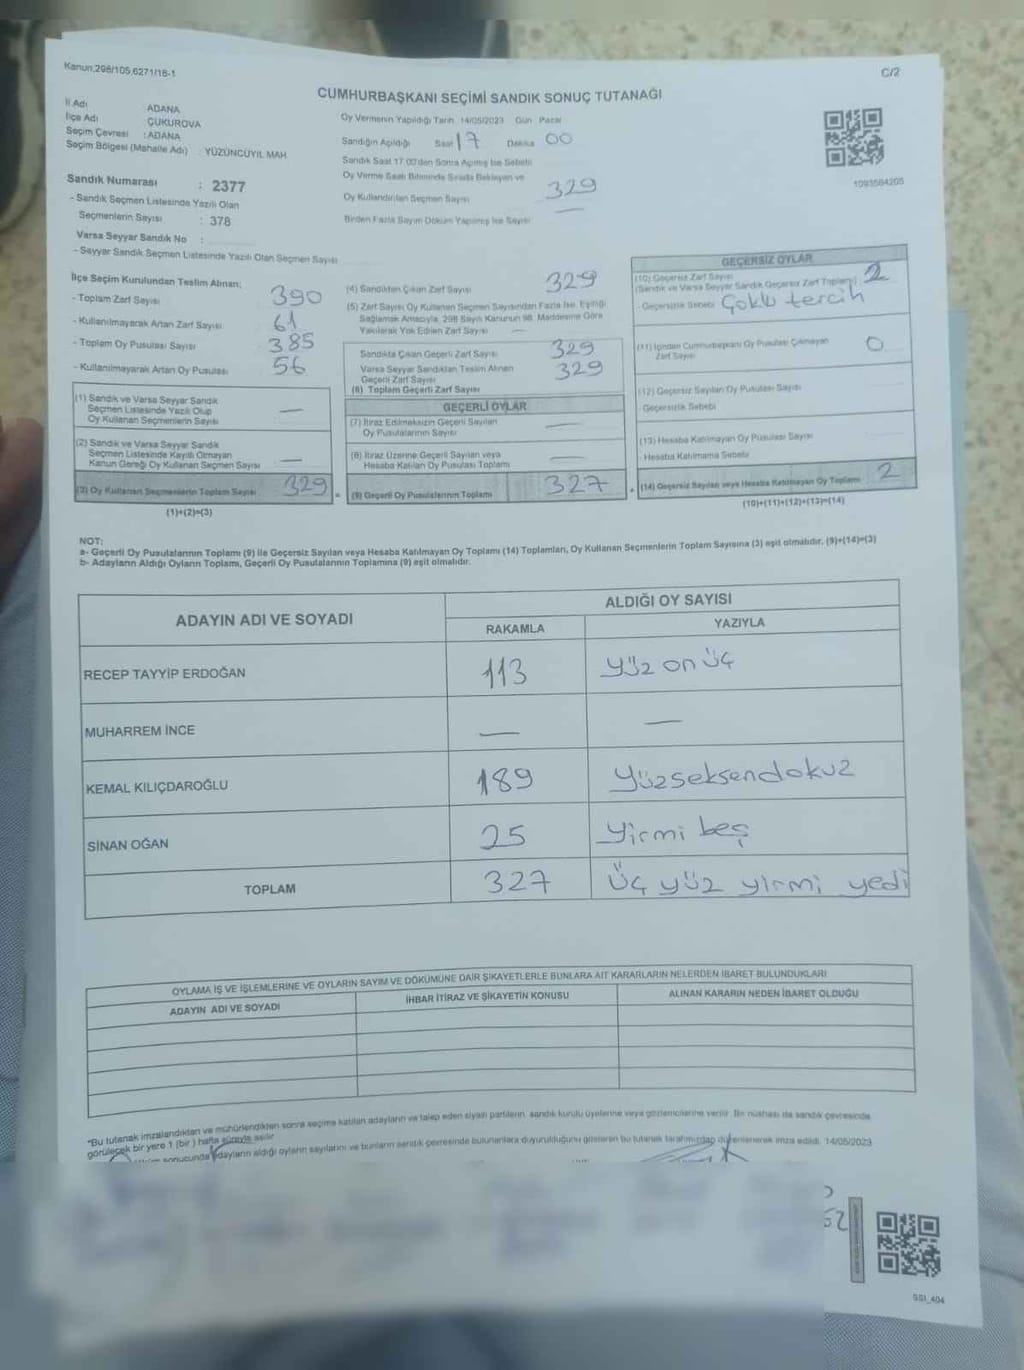 Kanun,298/105,6271/18-1
C/2
CUMHURBAŞKANI SEÇİMİ SANDIK SONUÇ TUTANAĞI
İl Adı ADANA
İlçe Adı ÇUKUROVA
Seçim Çevresi : ADANA
Seçim Bölgesi (Mahalle Adı) : YÜZÜNCÜYIL MAH
Sandık Numarası : 2377
- Sandık Seçmen Listesinde Yazılı Olan
Seçmenlerin Sayısı : 378
Varsa Seyyar Sandık No :
- Seyyar Sandık Seçmen Listesinde Yazılı Olan Seçmen Sayısı
Oy Vermenin Yapıldığı Tarih 14/05/2023 Gün Pazar
Sandığın Açıldığı Saat 17 Dakika 00
Sandık Saat 17.00'den Sonra Açılmış İse Sebebi
Oy Verme Saati Bitiminde Sırada Bekleyen ve
Oy Kullandırılan Seçmen Sayısı 329
Birden Fazla Sayım Döküm Yapılmış İse Sayısı —
1093584205
İlçe Seçim Kurulundan Teslim Alınan;
- Toplam Zarf Sayısı 390
- Kullanılmayarak Artan Zarf Sayısı 61
- Toplam Oy Pusulası Sayısı 385
- Kullanılmayarak Artan Oy Pusulası 56
(1) Sandık ve Varsa Seyyar Sandık
Seçmen Listesinde Yazılı Olup
Oy Kullanan Seçmenlerin Sayısı —
(2) Sandık ve Varsa Seyyar Sandık
Seçmen Listesinde Kayıtlı Olmayan
Kanun Gereği Oy Kullanan Seçmen Sayısı —
(3) Oy Kullanan Seçmenlerin Toplam Sayısı 329
(1)+(2)=(3)
(4) Sandıkten Çıkan Zarf Sayısı 329
(5) Zarf Sayısı Oy Kullanan Seçmen Sayısından Fazla İse, Eşitliği
Sağlamak Amacıyla, 298 Sayılı Kanunun 98. Maddesine Göre
Yakılarak Yok Edilen Zarf Sayısı —
Sandıkta Çıkan Geçerli Zarf Sayısı 329
Varsa Seyyar Sandıktan Teslim Alınan
Geçerli Zarf Sayısı 329
(6) Toplam Geçerli Zarf Sayısı
GEÇERLİ OYLAR
(7) İtiraz Edilmeksizin Geçerli Sayılan
Oy Pusulalarının Sayısı —
(8) İtiraz Üzerine Geçerli Sayılan veya
Hesaba Katılan Oy Pusulası Toplamı —
(9) Geçerli Oy Pusulalarının Toplamı 327
GEÇERSİZ OYLAR
(10) Geçersiz Zarf Sayısı
(Sandık ve Varsa Seyyar Sandık Geçersiz Zarf Toplamı) 2
- Geçersizlik Sebebi Çoklu tercih
(11) İçinden Cumhurbaşkanı Oy Pusulası Çıkmayan
Zarf Sayısı 0
(12) Geçersiz Sayılan Oy Pusulası Sayısı
Geçersizlik Sebebi
(13) Hesaba Katılmayan Oy Pusulası Sayısı
- Hesaba Katılmama Sebebi
(14) Geçersiz Sayılan veya Hesaba Katılmayan Oy Toplamı 2
(10)+(11)+(12)+(13)=(14)
NOT:
a- Geçerli Oy Pusulalarının Toplamı (9) ile Geçersiz Sayılan veya Hesaba Katılmayan Oy Toplamı (14) Toplamları, Oy Kullanan Seçmenlerin Toplam Sayısına (3) eşit olmalıdır. (9)+(14)=(3)
b- Adayların Aldığı Oyların Toplamı, Geçerli Oy Pusulalarının Toplamına (9) eşit olmalıdır.
ADAYIN ADI VE SOYADI
ALDIĞI OY SAYISI
RAKAMLA YAZIYLA
RECEP TAYYİP ERDOĞAN 113 Yüz on üç
MUHARREM İNCE — —
KEMAL KILIÇDAROĞLU 189 Yüzseksendokuz
SİNAN OĞAN 25 Yirmi beş
TOPLAM 327 Üç yüz yirmi yedi
OYLAMA İŞ VE İŞLEMLERİNE VE OYLARIN SAYIM VE DÖKÜMÜNE DAİR ŞİKAYETLERLE BUNLARA AİT KARARLARIN NELERDEN İBARET BULUNDUKLARI
ADAYIN ADI VE SOYADI İHBAR İTİRAZ VE ŞİKAYETİN KONUSU ALINAN KARARIN NEDEN İBARET OLDUĞU
*Bu tutanak imzalandıktan ve mühürlendikten sonra seçime katılan adayların ve talep eden siyasi partilerin, sandık kurulu üyelerine veya gözlemcilerine verilir. Bir nüshası da sandık çevresinde
görülecek bir yere 1 (bir) hafta süreyle asılır
sonucunda adayların aldığı oyların sayılarını ve bunların sandık çevresinde bulunanlara duyurulduğunu gösteren bu tutanak tarafımızdan düzenlenerek imza edildi. 14/05/2023
52
SSI_404